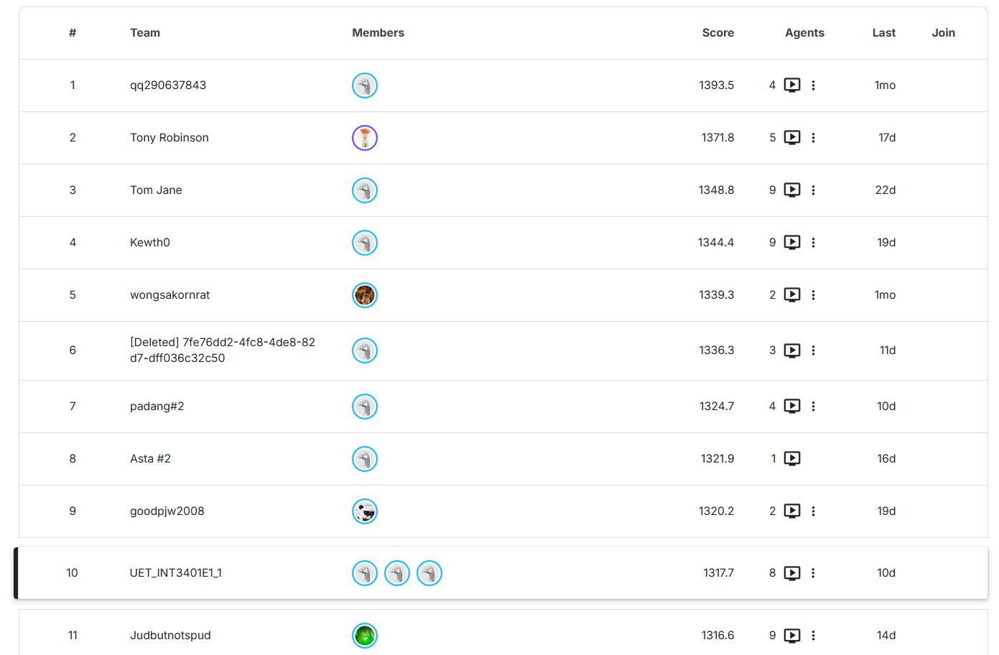 # Team Members Score Agents Last Join
1 qq290637843 1393.5 4 1mo
2 Tony Robinson 1371.8 5 17d
3 Tom Jane 1348.8 9 22d
4 Kewth0 1344.4 9 19d
5 wongsakornrat 1339.3 2 1mo
6 [Deleted] 7fe76dd2-4fc8-4de8-82 1336.3 3 11d
d7-dff036c32c50
7 padang#2 1324.7 4 10d
8 Asta #2 1321.9 1 16d
9 goodpjw2008 1320.2 2 19d
10 UET_INT3401E1_1 1317.7 8 10d
11 Judbutnotspud 1316.6 9 14d